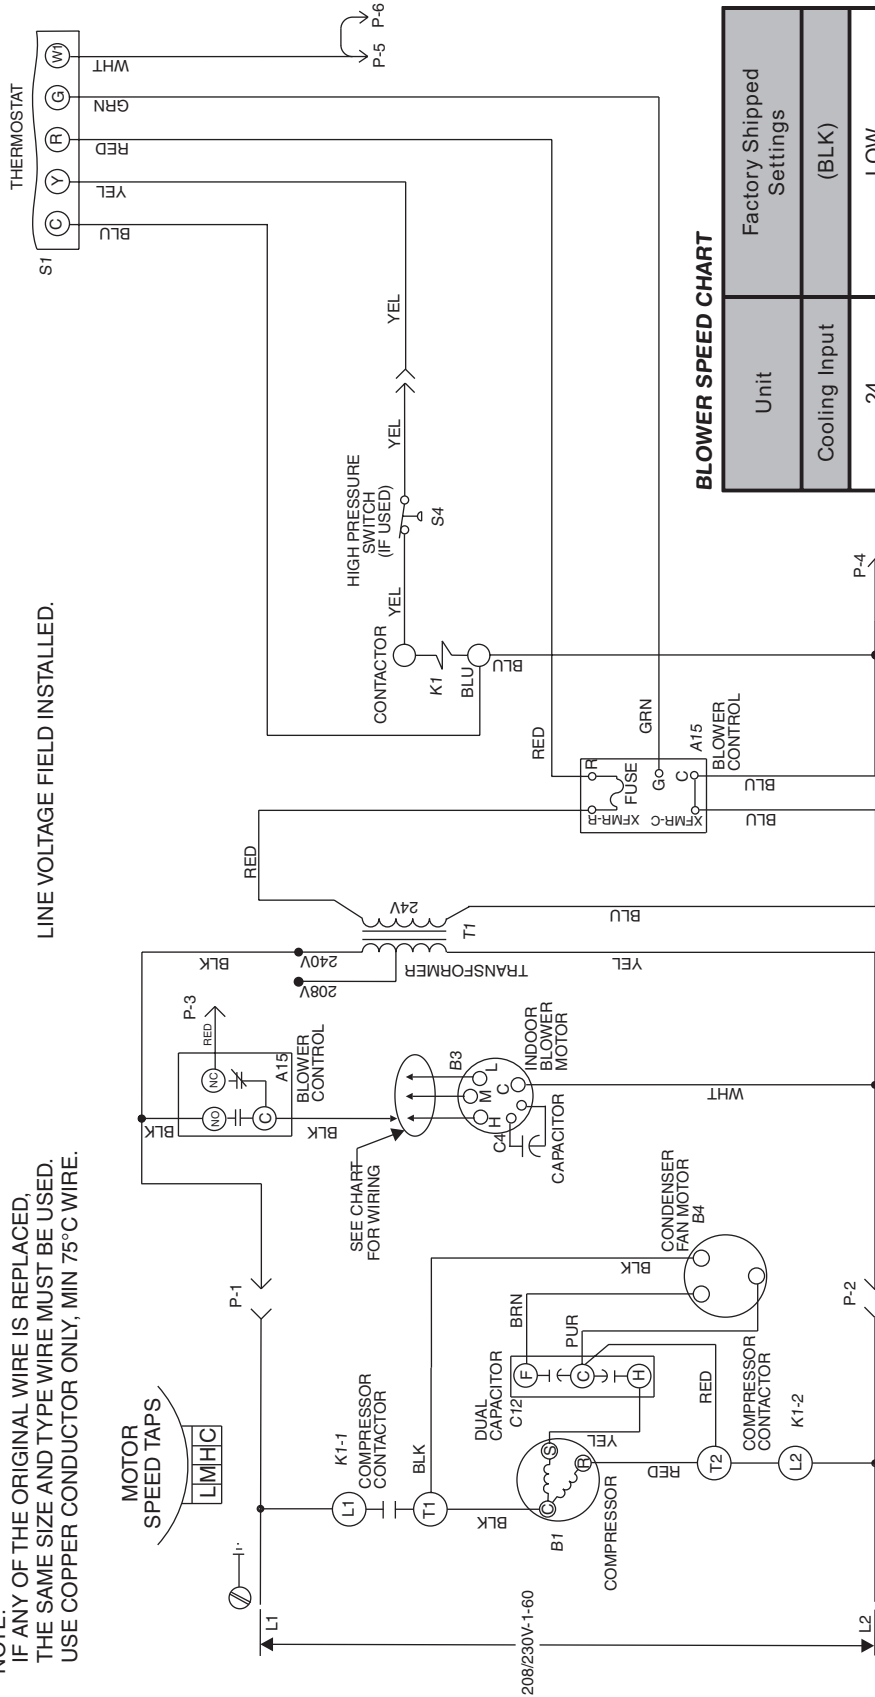 NOTE:
IF ANY OF THE ORIGINAL WIRE IS REPLACED,
THE SAME SIZE AND TYPE WIRE MUST BE USED.
USE COPPER CONDUCTOR ONLY, MIN 75°C WIRE.
LINE VOLTAGE FIELD INSTALLED.
MOTOR
SPEED TAPS
L M H C
L1
208/230V-1-60
L2
P-1
P-2
K1-1
COMPRESSOR
CONTACTOR
L1
T1
BLK
BLK
B1
C
S
R
COMPRESSOR
YEL
RED
RED
T2
L2
COMPRESSOR
CONTACTOR
K1-2
DUAL
CAPACITOR
C12
F
C
H
BRN
PUR
BLK
CONDENSER
FAN MOTOR
B4
SEE CHART
FOR WIRING
BLK
BLK
NO
NC
C
RED
P-3
A15
BLOWER
CONTROL
B3
H
M
L
C
C4
CAPACITOR
INDOOR
BLOWER
MOTOR
WHT
BLK
208V
240V
TRANSFORMER
24V
T1
YEL
BLU
RED
XFMR-R
R
FUSE
XFMR-C
G
C
A15
BLOWER
CONTROL
BLU
BLU
RED
GRN
CONTACTOR
K1
BLU
BLU
YEL
HIGH PRESSURE
SWITCH
(IF USED)
S4
YEL
YEL
P-4
THERMOSTAT
S1
C
Y
R
G
W1
BLU
YEL
RED
GRN
WHT
P-5
P-6
BLOWER SPEED CHART
Unit
Factory Shipped
Settings
Cooling Input
(BLK)
24
LOW